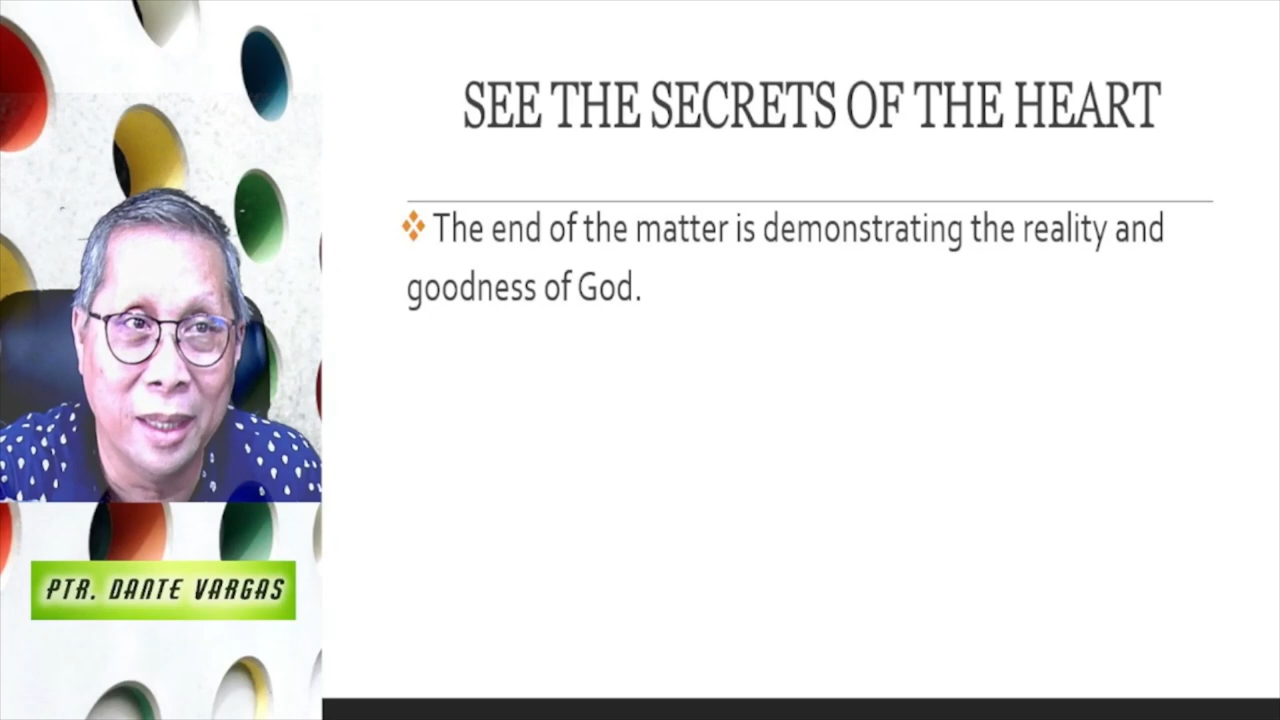 SEE THE SECRETS OF THE HEART
The end of the matter is demonstrating the reality and
goodness of God.
PTR. DANTE VARGAS